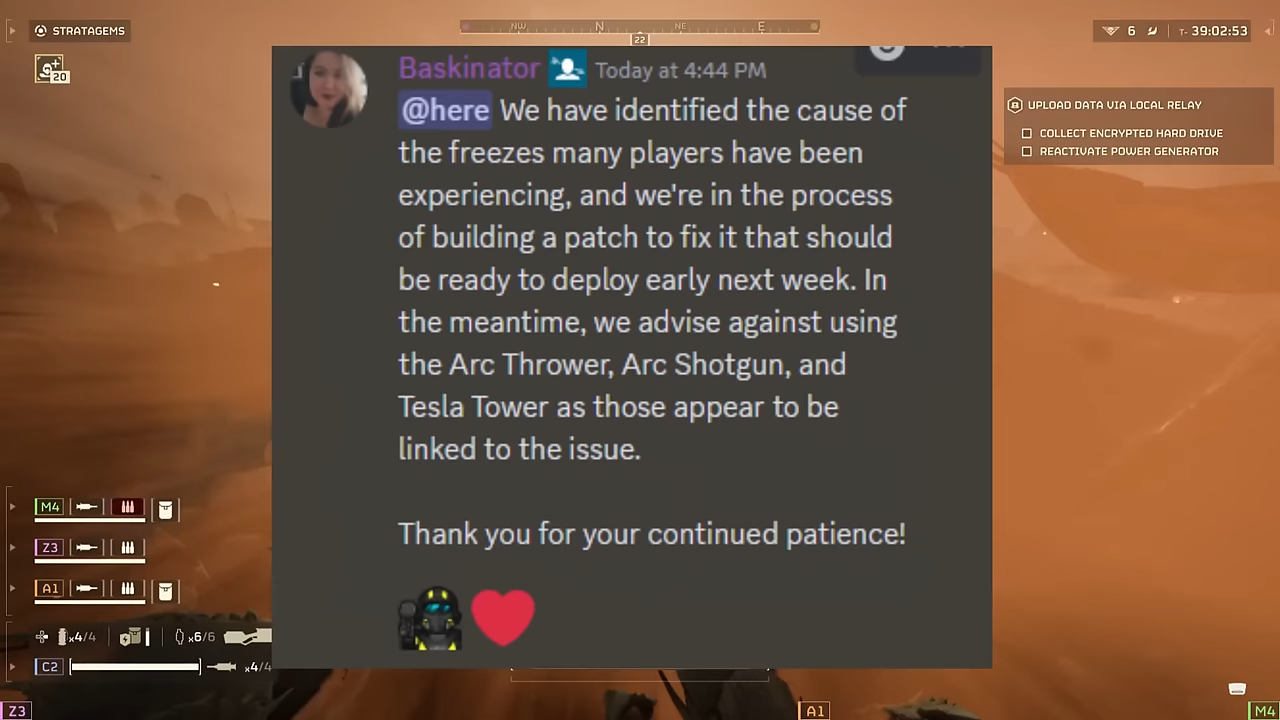 STRATAGEMS
NW N NE E
22
6 T- 39:02:53
20
UPLOAD DATA VIA LOCAL RELAY
COLLECT ENCRYPTED HARD DRIVE
REACTIVATE POWER GENERATOR
Baskinator Today at 4:44 PM
@here We have identified the cause of
the freezes many players have been
experiencing, and we're in the process
of building a patch to fix it that should
be ready to deploy early next week. In
the meantime, we advise against using
the Arc Thrower, Arc Shotgun, and
Tesla Tower as those appear to be
linked to the issue.
Thank you for your continued patience!
M4
Z3
A1
x4/4 x6/6
C2 x4/4
Z3 A1 M4